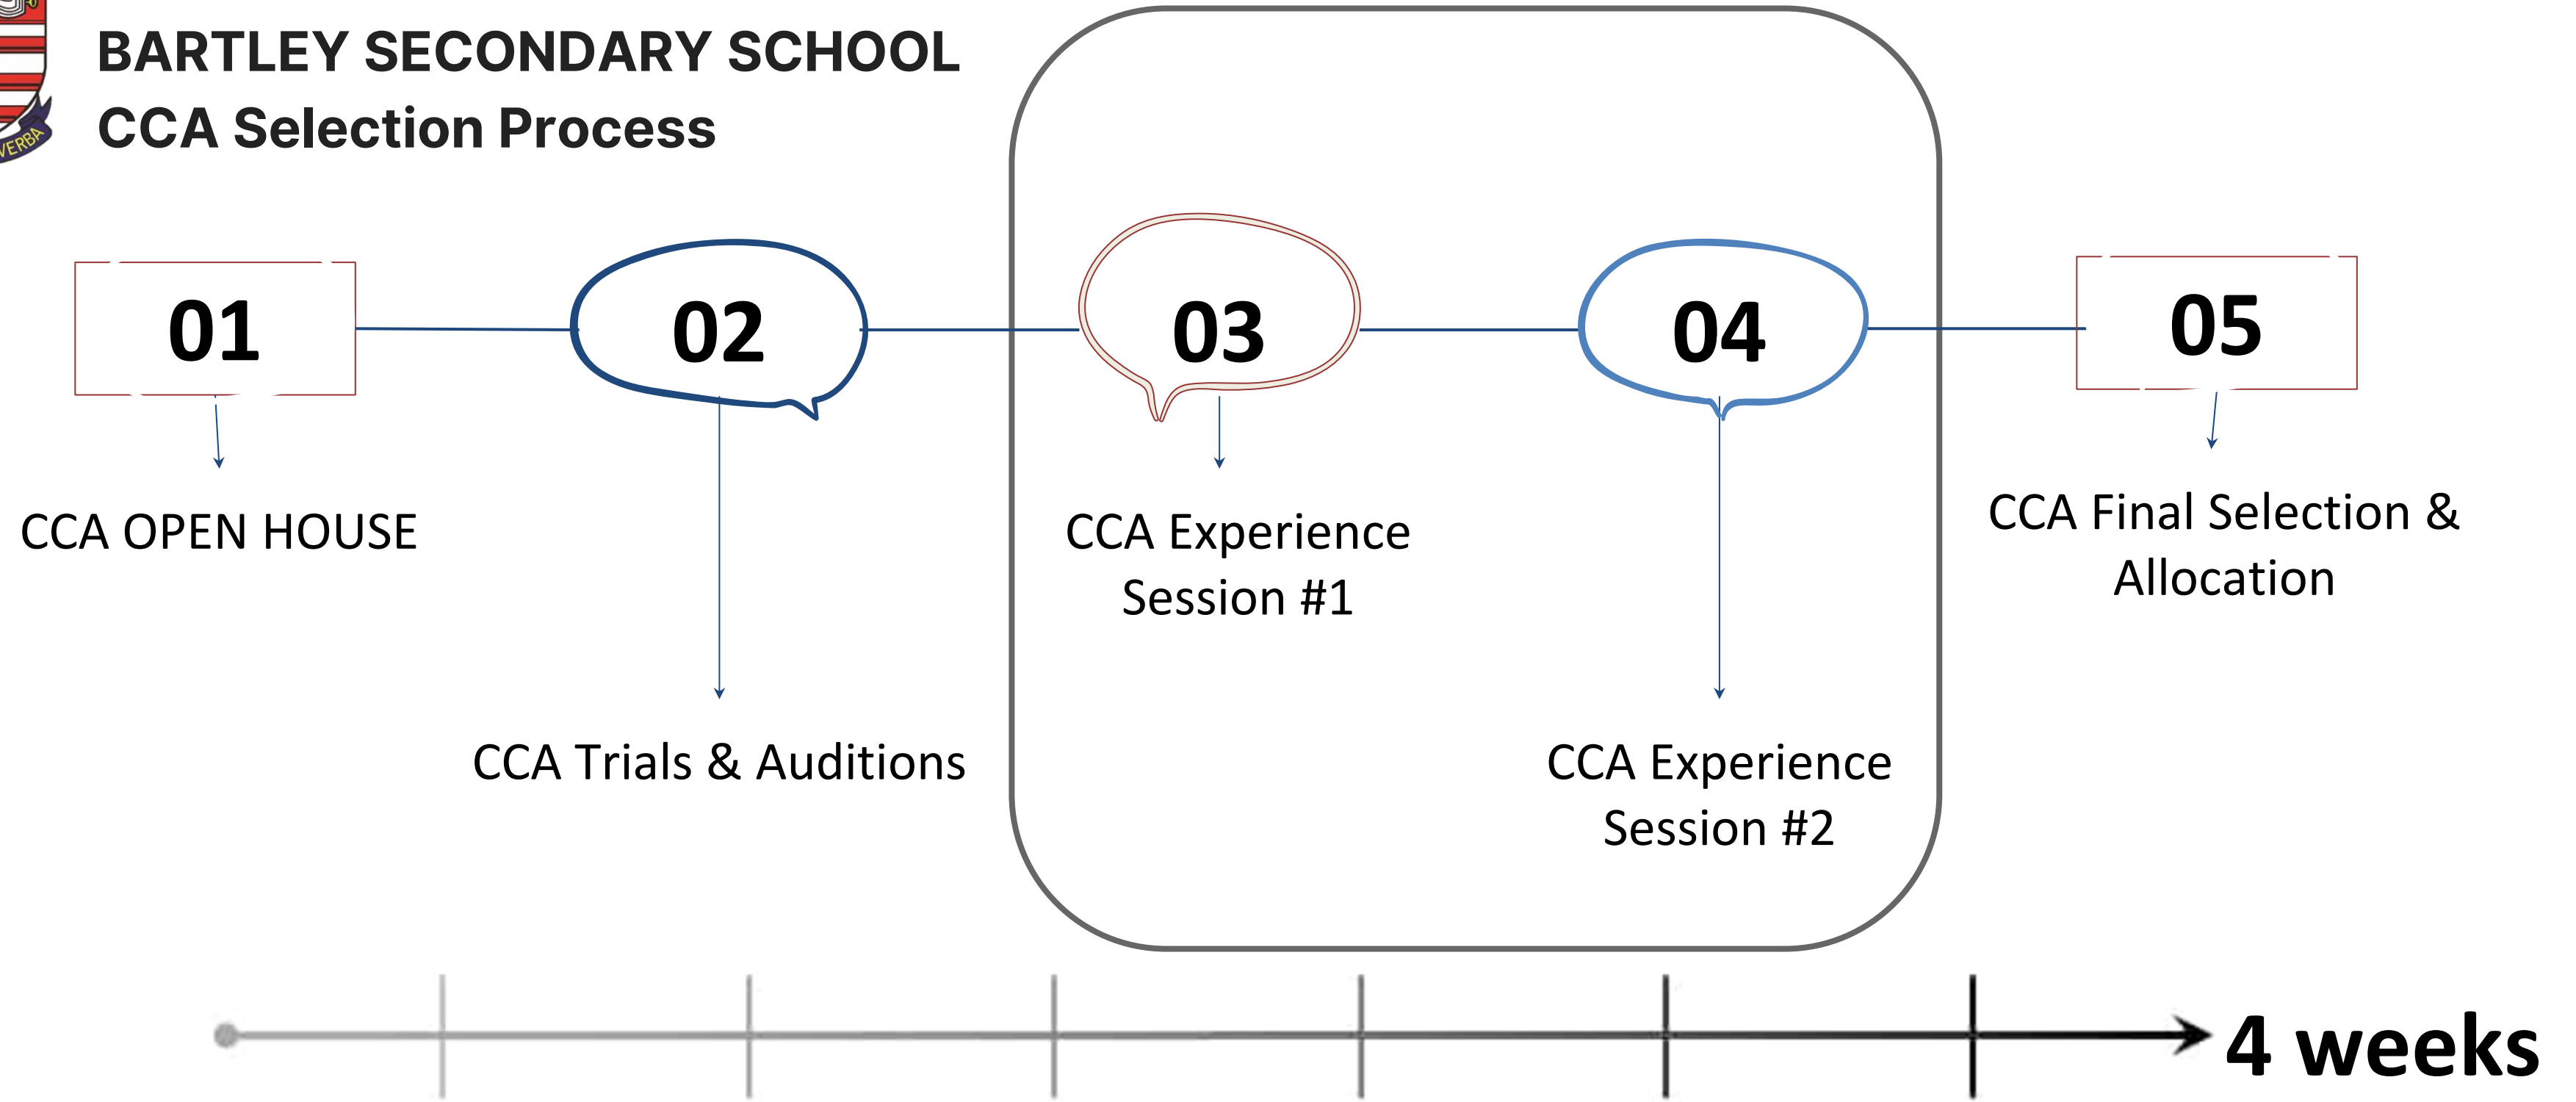 BARTLEY SECONDARY SCHOOL
CCA Selection Process
VERBA
01
02
03
04
05
CCA OPEN HOUSE
CCA Trials & Auditions
CCA Experience
Session #1
CCA Experience
Session #2
CCA Final Selection &
Allocation
4 weeks